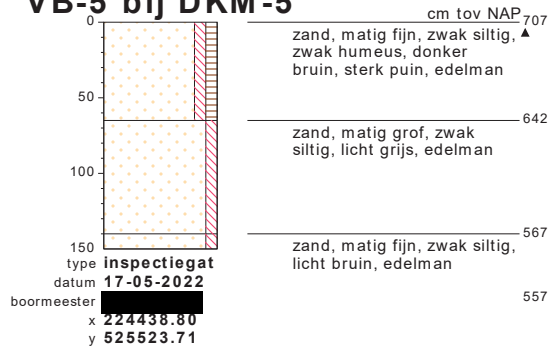 VB-5 bij DKM-5
cm tov NAP
0
707
zand, matig fijn, zwak siltig,
zwak humeus, donker
bruin, sterk puin, edelman
50
642
zand, matig grof, zwak
siltig, licht grijs, edelman
100
567
zand, matig fijn, zwak siltig,
licht bruin, edelman
150
557
type inspectiegat
datum 17-05-2022
boormeester
x 224438.80
y 525523.71